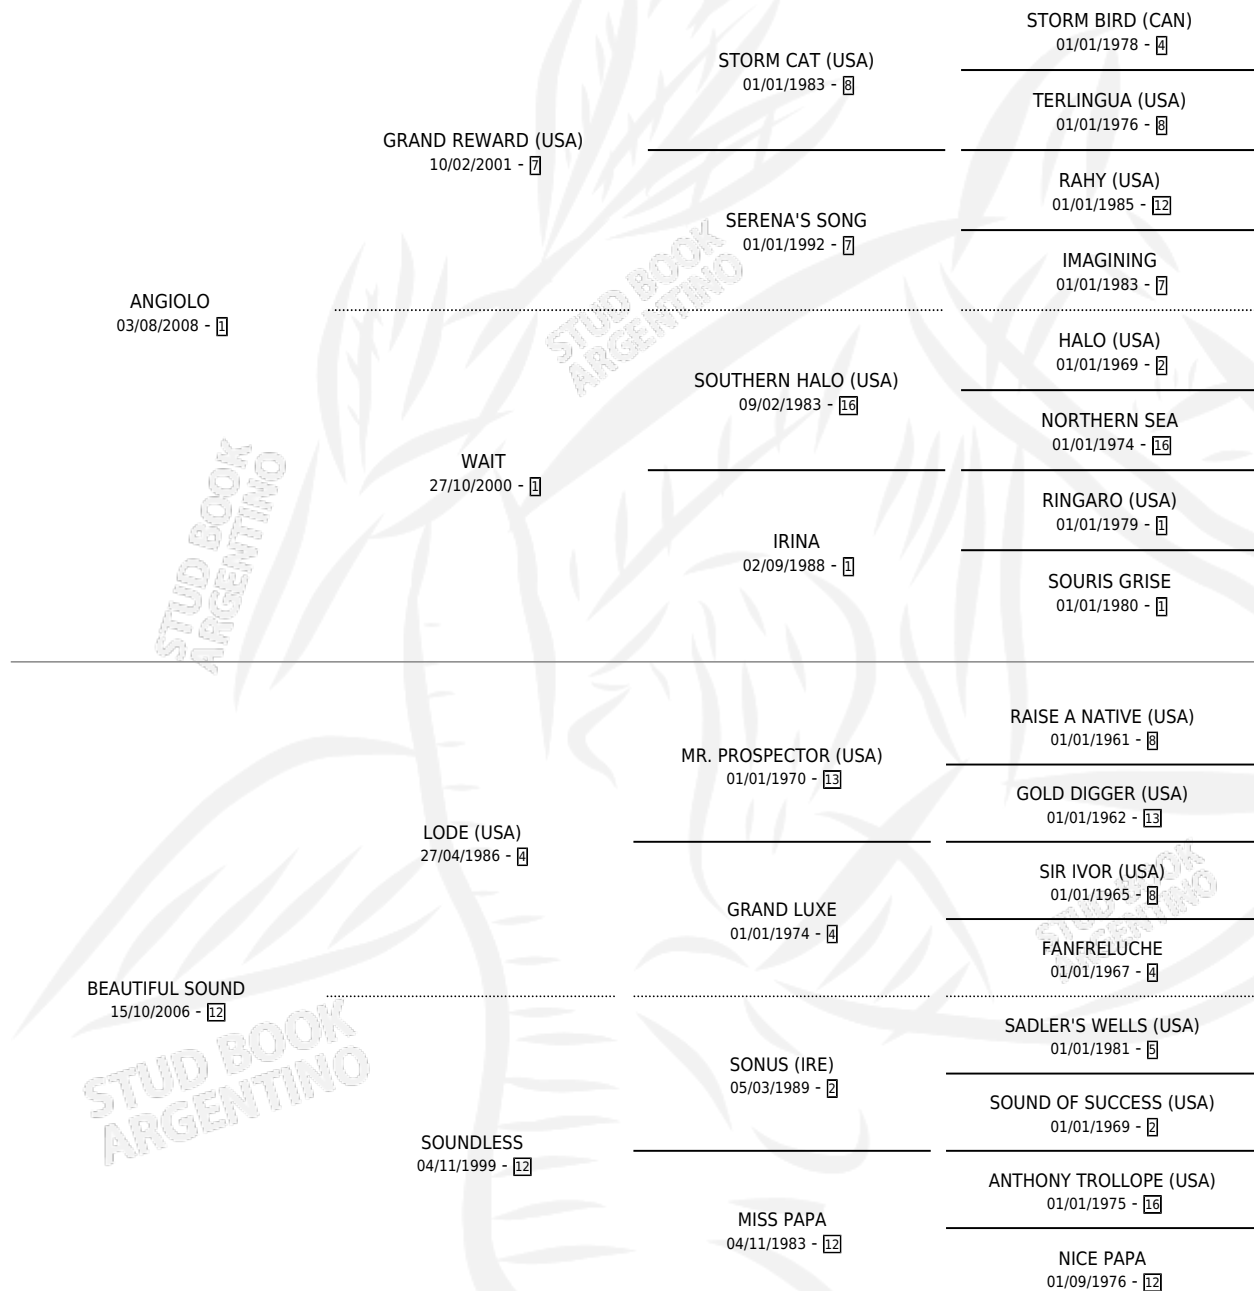 STORM BIRD (CAN)
01/01/1978 - 4
STORM CAT (USA)
01/01/1983 - 8
TERLINGUA (USA)
01/01/1976 - 8
GRAND REWARD (USA)
10/02/2001 - 7
RAHY (USA)
01/01/1985 - 12
SERENA'S SONG
01/01/1992 - 7
IMAGINING
01/01/1983 - 7
ANGIOLO
03/08/2008 - 1
HALO (USA)
01/01/1969 - 2
SOUTHERN HALO (USA)
09/02/1983 - 16
NORTHERN SEA
01/01/1974 - 16
WAIT
27/10/2000 - 1
RINGARO (USA)
01/01/1979 - 1
IRINA
02/09/1988 - 1
SOURIS GRISE
01/01/1980 - 1
RAISE A NATIVE (USA)
01/01/1961 - 8
MR. PROSPECTOR (USA)
01/01/1970 - 13
GOLD DIGGER (USA)
01/01/1962 - 13
LODE (USA)
27/04/1986 - 4
SIR IVOR (USA)
01/01/1965 - 8
GRAND LUXE
01/01/1974 - 4
FANFRELUCHE
01/01/1967 - 4
BEAUTIFUL SOUND
15/10/2006 - 12
SADLER'S WELLS (USA)
01/01/1981 - 5
SONUS (IRE)
05/03/1989 - 2
SOUND OF SUCCESS (USA)
01/01/1969 - 2
SOUNDLESS
04/11/1999 - 12
ANTHONY TROLLOPE (USA)
01/01/1975 - 16
MISS PAPA
04/11/1983 - 12
NICE PAPA
01/09/1976 - 12
STUD BOOK
ARGENTINO
STUD BOOK
ARGENTINO
STUD BOOK
ARGENTINO
STUD BOOK
ARGENTINO